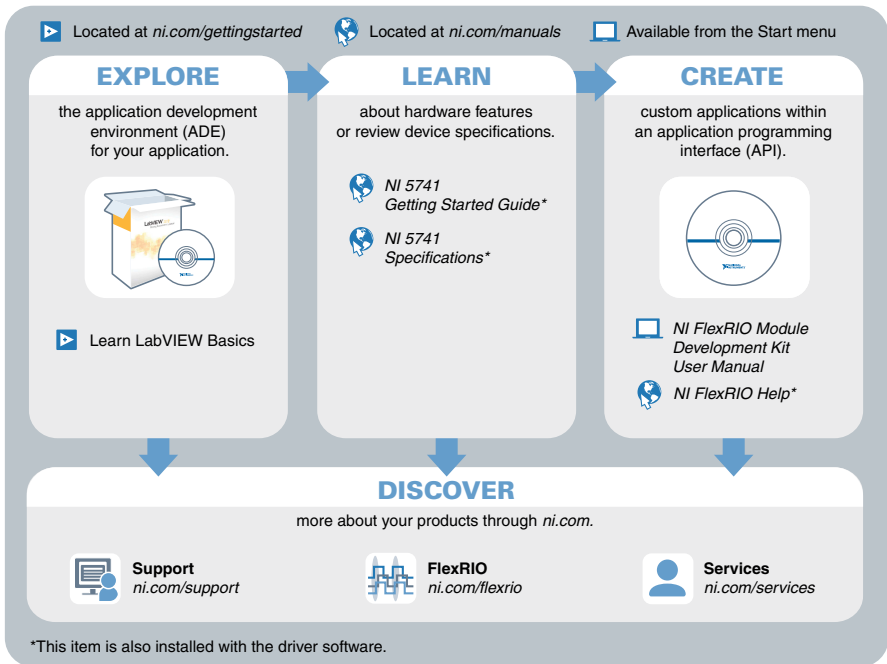 Located at ni.com/gettingstarted
Located at ni.com/manuals
Available from the Start menu
EXPLORE
the application development
environment (ADE)
for your application.
LabVIEW
Learn LabVIEW Basics
LEARN
about hardware features
or review device specifications.
NI 5741
Getting Started Guide*
NI 5741
Specifications*
CREATE
custom applications within
an application programming
interface (API).
NATIONAL
INSTRUMENTS
NI FlexRIO Module
Development Kit
User Manual
NI FlexRIO Help*
DISCOVER
more about your products through ni.com.
Support
ni.com/support
FlexRIO
ni.com/flexrio
Services
ni.com/services
*This item is also installed with the driver software.